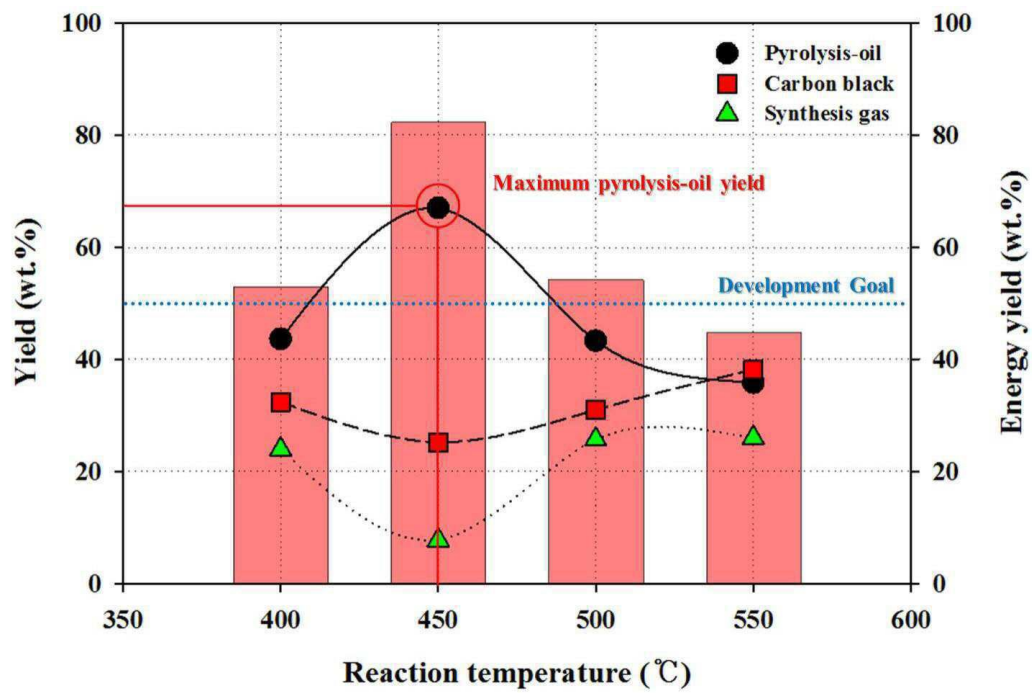 100
80
60
40
20
0
Yield (wt.%)
Pyrolysis-oil
Carbon black
Synthesis gas
Maximum pyrolysis-oil yield
Development Goal
100
80
60
40
20
0
Energy yield (wt.%)
350
400
450
500
550
600
Reaction temperature (℃)